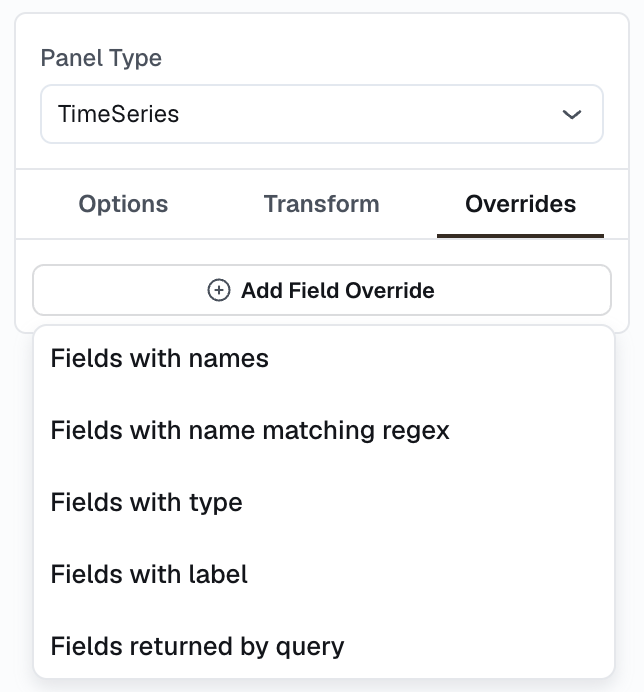 Panel Type
TimeSeries
Options Transform Overrides
Add Field Override
Fields with names
Fields with name matching regex
Fields with type
Fields with label
Fields returned by query